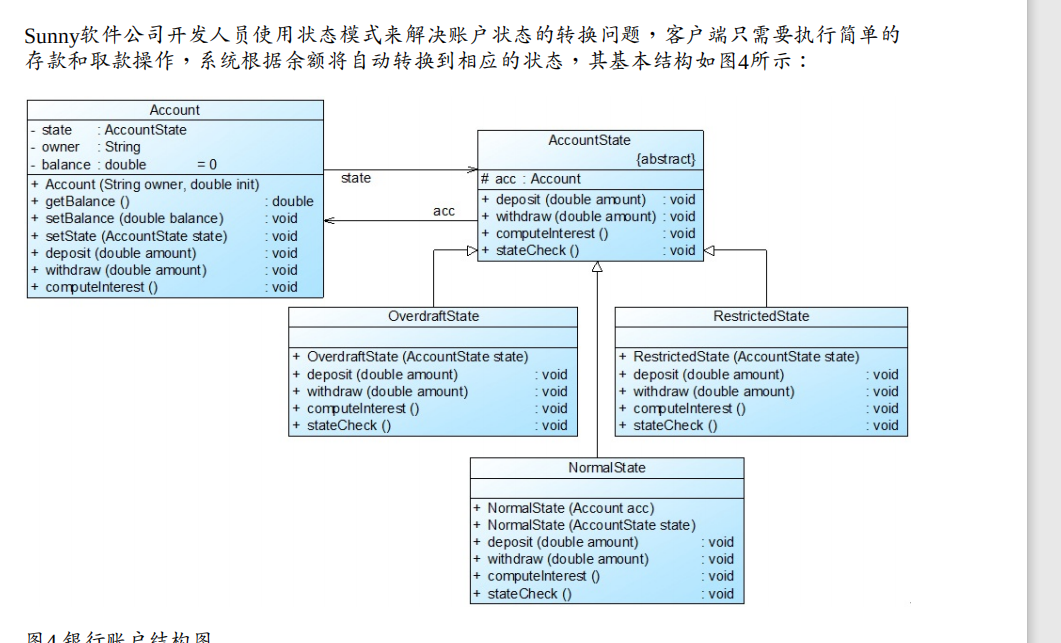 Sunny软件公司开发人员使用状态模式来解决账户状态的转换问题，客户端只需要执行简单的
存款和取款操作，系统根据余额将自动转换到相应的状态，其基本结构如图4所示：
Account
- state : AccountState
- owner : String
- balance : double = 0
+ Account (String owner, double init)
+ getBalance () : double
+ setBalance (double balance) : void
+ setState (AccountState state) : void
+ deposit (double amount) : void
+ withdraw (double amount) : void
+ computeInterest () : void
state
acc
AccountState
{abstract}
# acc : Account
+ deposit (double amount) : void
+ withdraw (double amount) : void
+ computeInterest () : void
+ stateCheck () : void
OverdraftState
+ OverdraftState (AccountState state)
+ deposit (double amount) : void
+ withdraw (double amount) : void
+ computeInterest () : void
+ stateCheck () : void
RestrictedState
+ RestrictedState (AccountState state)
+ deposit (double amount) : void
+ withdraw (double amount) : void
+ computeInterest () : void
+ stateCheck () : void
NormalState
+ NormalState (Account acc)
+ NormalState (AccountState state)
+ deposit (double amount) : void
+ withdraw (double amount) : void
+ computeInterest () : void
+ stateCheck () : void
图4 银行账户结构图